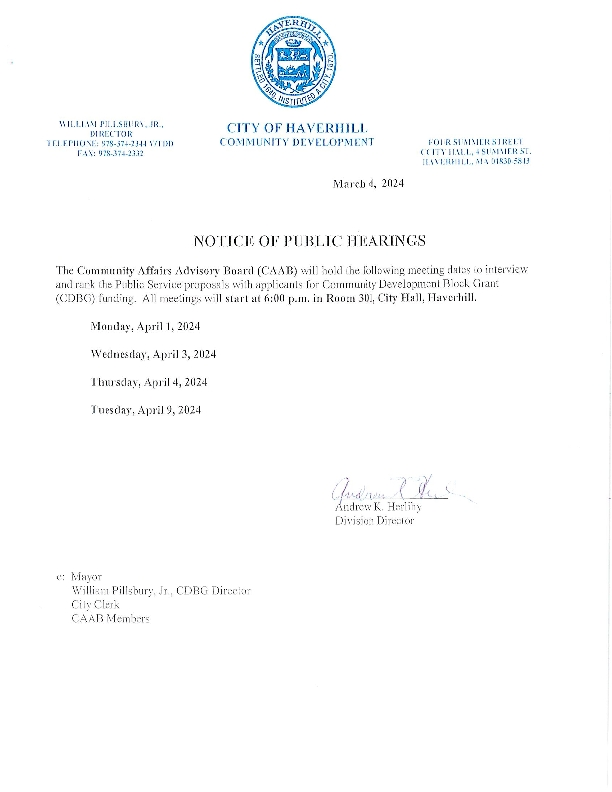 HAVERHILL
SETTLED 1640, INSTITUTED A CITY, 1870.
WILLIAM PILLSBURY, JR.,
DIRECTOR
TELEPHONE: 978-374-2344 V/TDD
FAX: 978-374-2332
CITY OF HAVERHILL
COMMUNITY DEVELOPMENT
FOUR SUMMER STREET
CCITY HALL, 4 SUMMER ST.
HAVERHILL, MA 01830-5843
March 4, 2024
NOTICE OF PUBLIC HEARINGS
The Community Affairs Advisory Board (CAAB) will hold the following meeting dates to interview
and rank the Public Service proposals with applicants for Community Development Block Grant
(CDBG) funding. All meetings will start at 6:00 p.m. in Room 301, City Hall, Haverhill.
Monday, April 1, 2024
Wednesday, April 3, 2024
Thursday, April 4, 2024
Tuesday, April 9, 2024
Andrew K. Herlihy
Division Director
c: Mayor
William Pillsbury, Jr., CDBG Director
City Clerk
CAAB Members